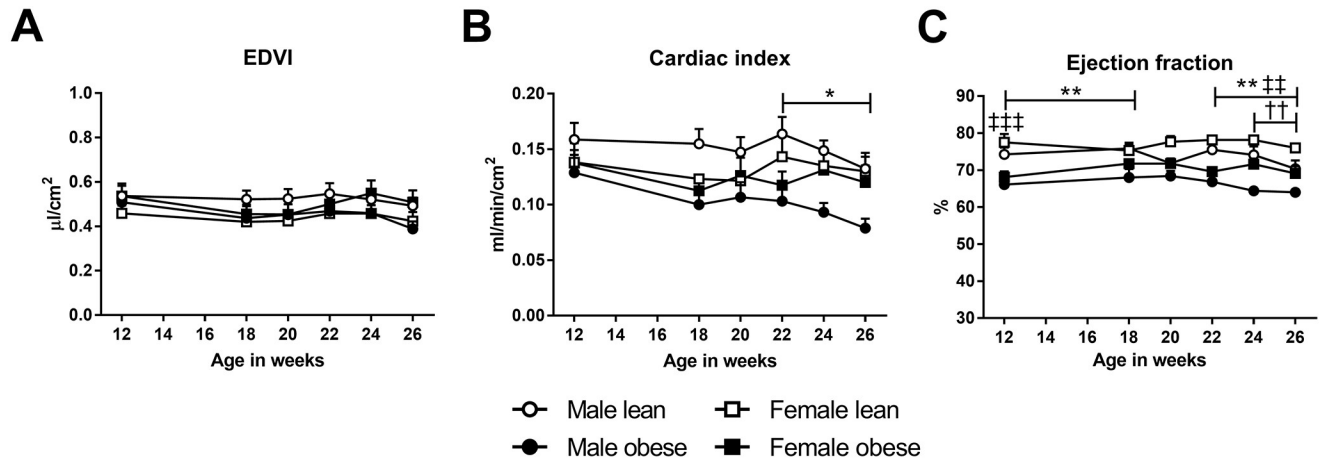 A
EDVI
1.0
0.8
0.6
0.4
0.2
0.0
μl/cm²
12 14 16 18 20 22 24 26
Age in weeks
B
Cardiac index
*
0.20
0.15
0.10
0.05
0.00
ml/min/cm²
12 14 16 18 20 22 24 26
Age in weeks
C
Ejection fraction
** ** ‡‡
‡‡‡ ††
90
80
70
60
50
40
30
%
12 14 16 18 20 22 24 26
Age in weeks
Male lean Female lean
Male obese Female obese